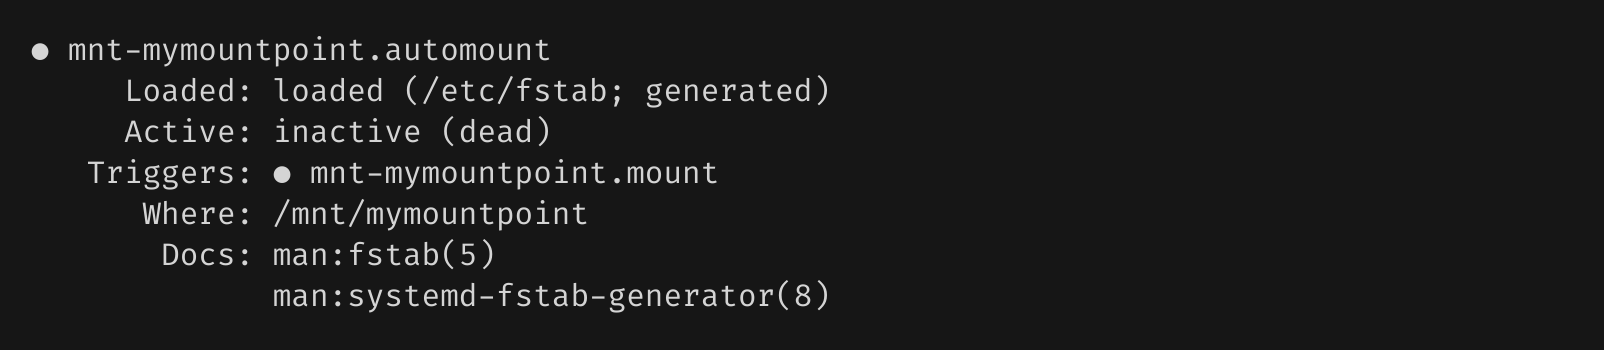 ● mnt-mymountpoint.automount
Loaded: loaded (/etc/fstab; generated)
Active: inactive (dead)
Triggers: ● mnt-mymountpoint.mount
Where: /mnt/mymountpoint
Docs: man:fstab(5)
man:systemd-fstab-generator(8)